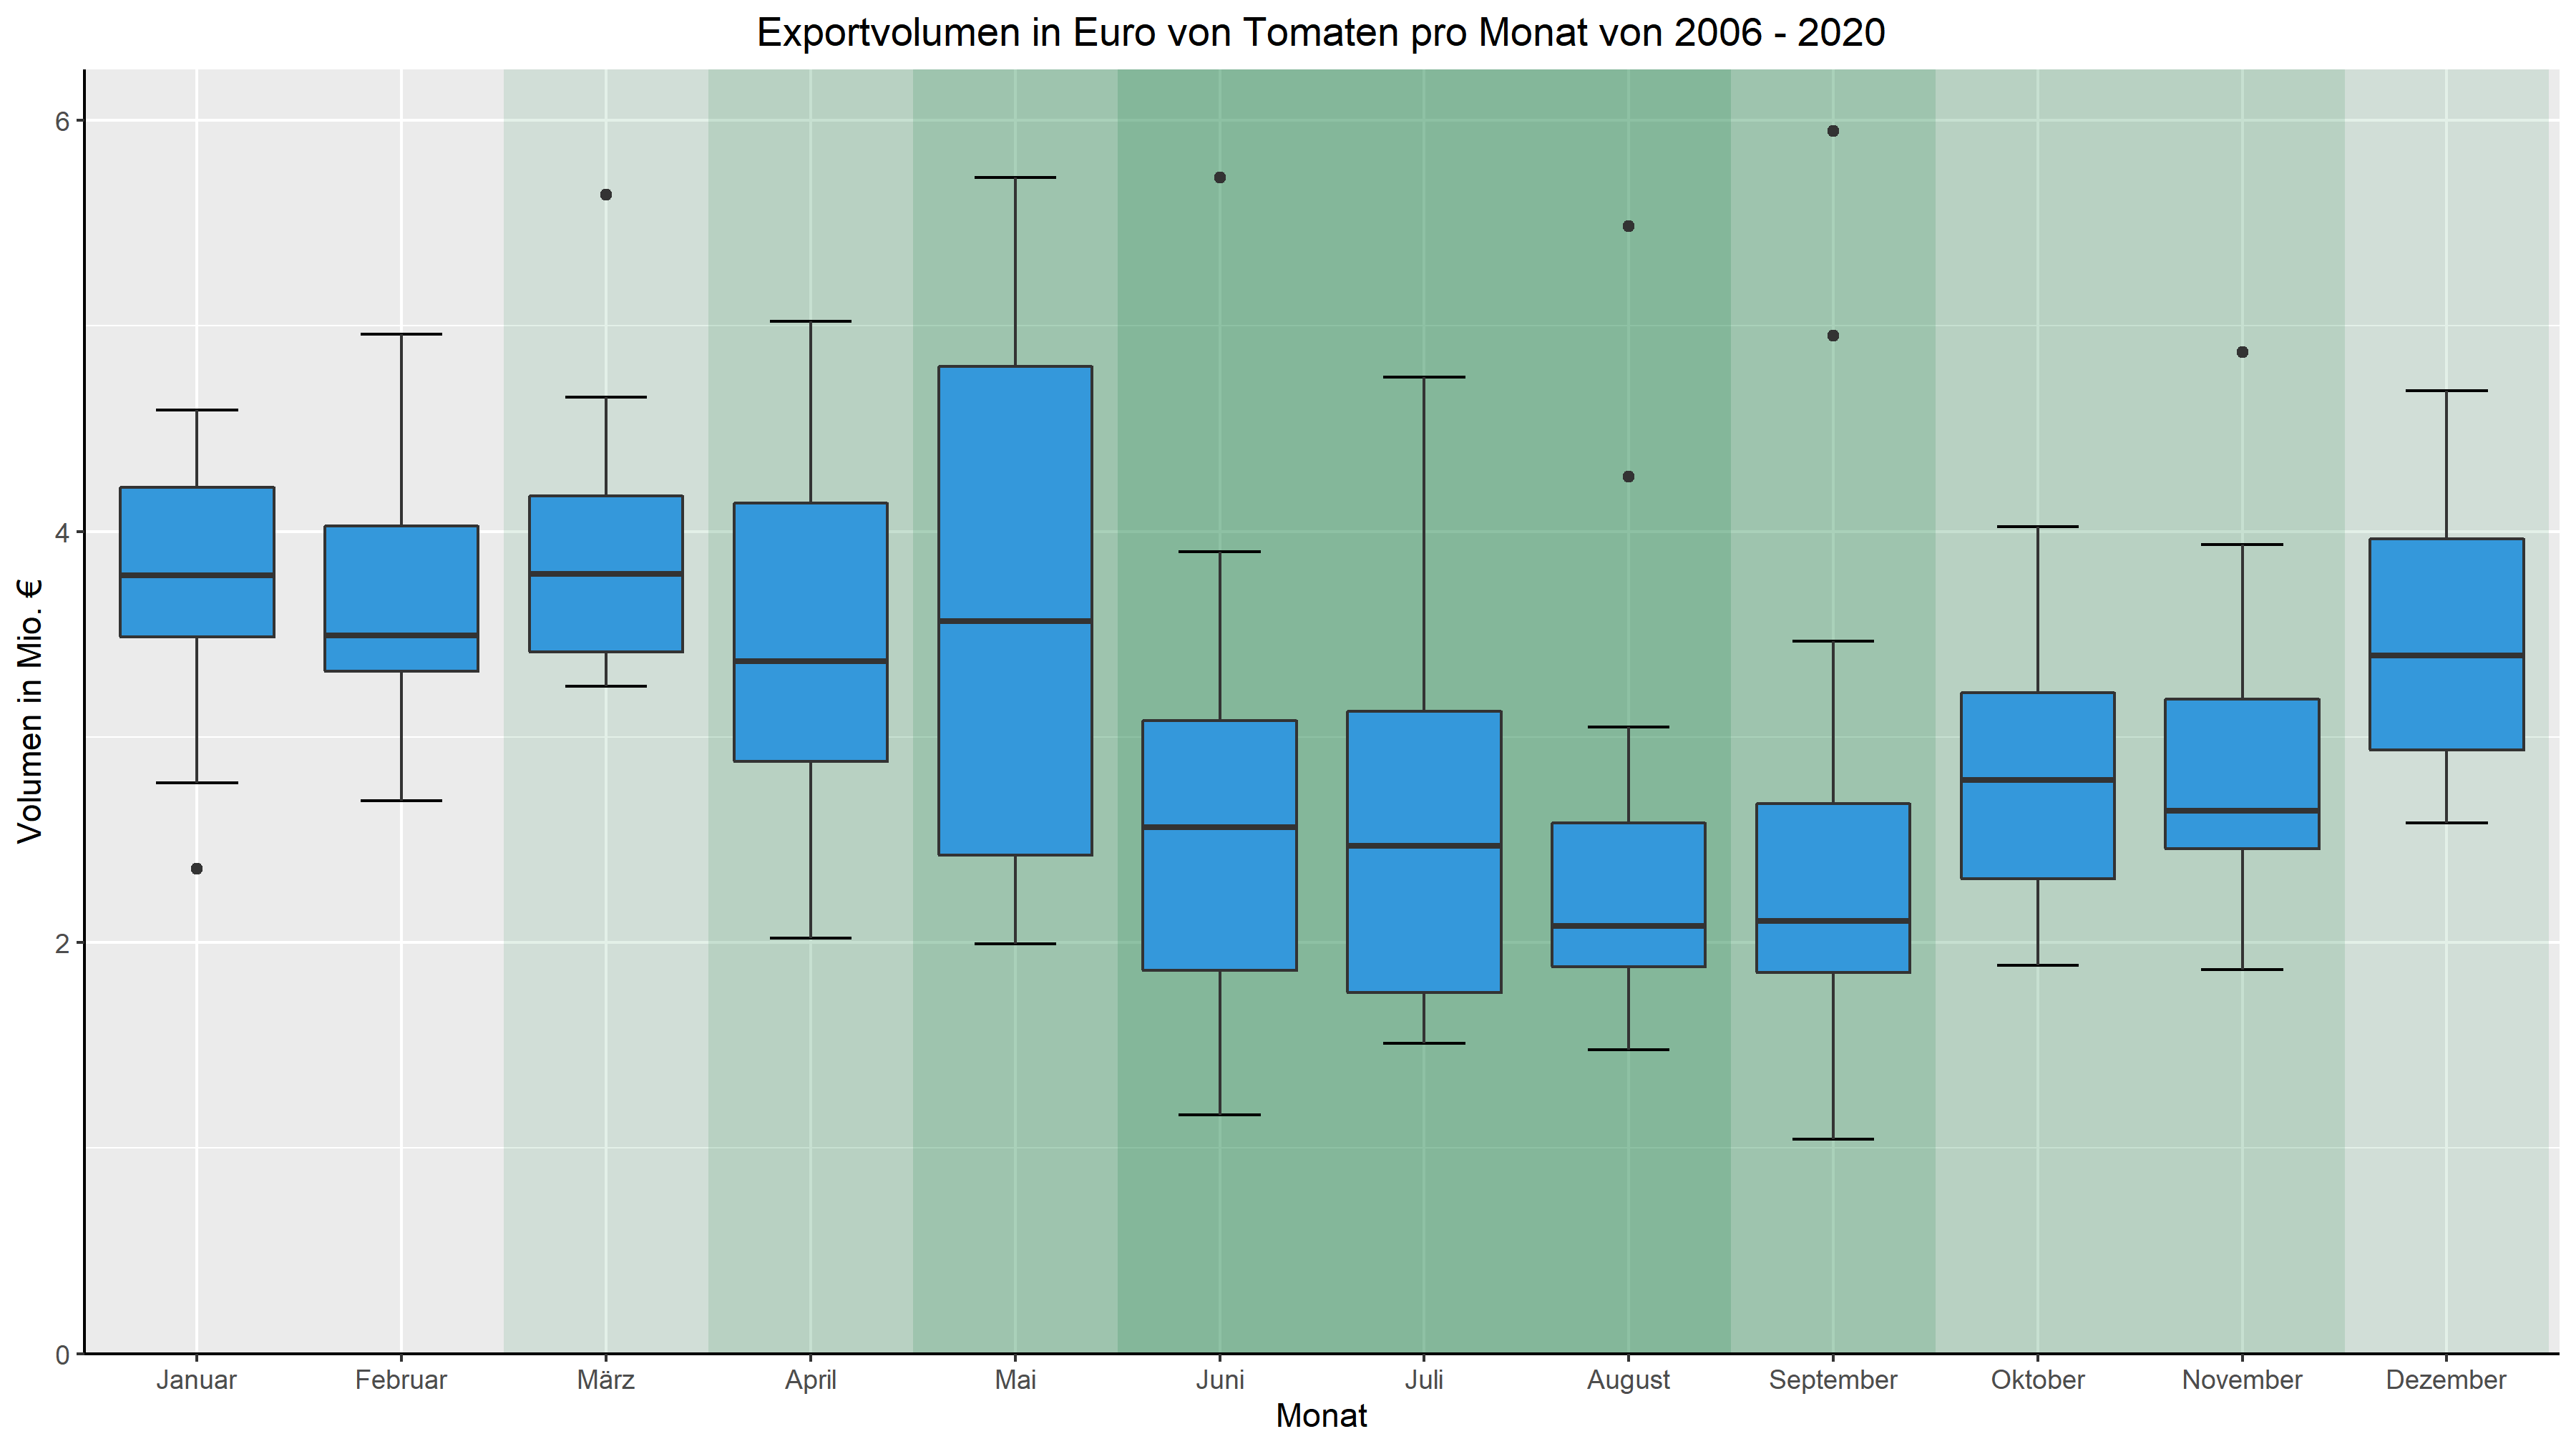 Exportvolumen in Euro von Tomaten pro Monat von 2006 - 2020
Volumen in Mio. €
6
4
2
0
Januar Februar März April Mai Juni Juli August September Oktober November Dezember
Monat